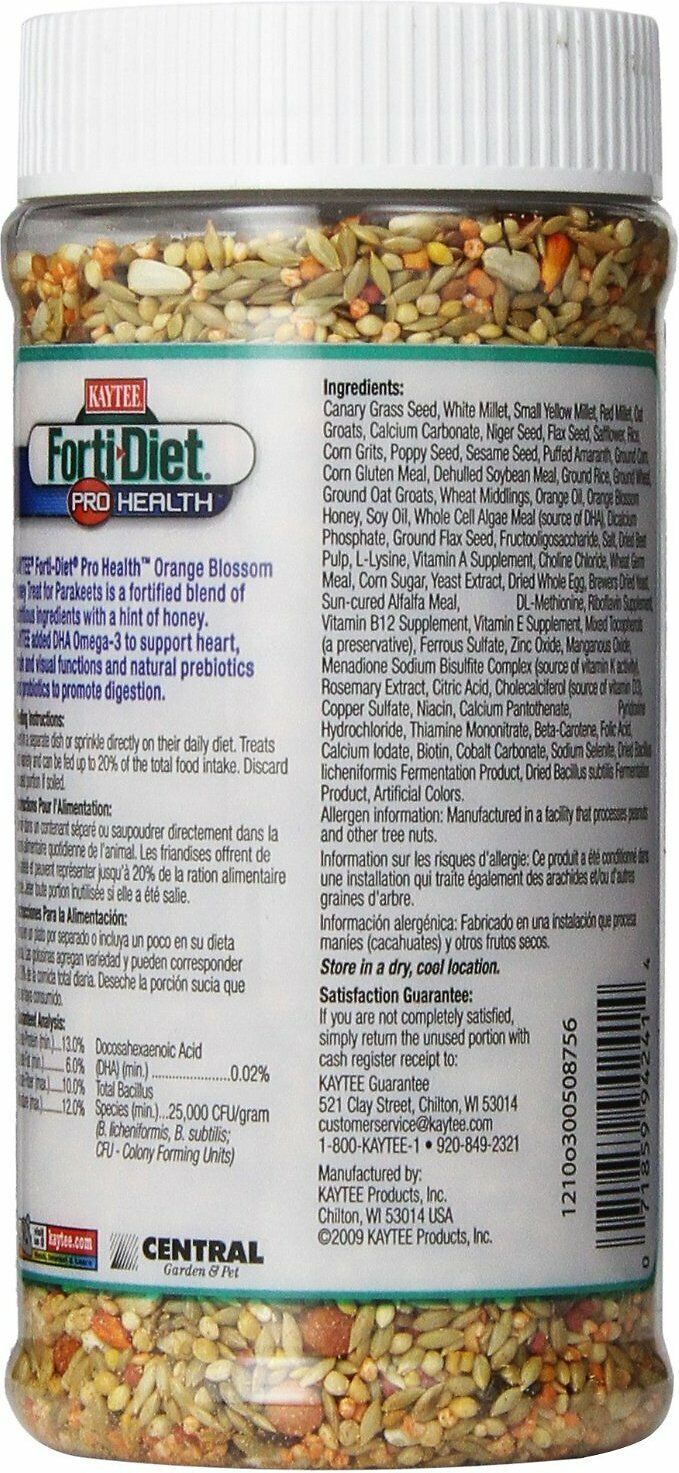 KAYTEE
Forti-Diet®
PRO HEALTH™
Forti-Diet® Pro Health™ Orange Blossom
Treat for Parakeets is a fortified blend of
ingredients with a hint of honey.
added DHA Omega-3 to support heart,
and visual functions and natural prebiotics
probiotics to promote digestion.
Instructions:
separate dish or sprinkle directly on their daily diet. Treats
and can be fed up to 20% of the total food intake. Discard
portion if soiled.
Pour l'Alimentation:
un contenant séparé ou saupoudrer directement dans la
quotidienne de l'animal. Les friandises offrent de
et peuvent représenter jusqu'à 20% de la ration alimentaire
toute portion inutilisée si elle a été salie.
Para la Alimentación:
un plato por separado o incluya un poco en su dieta
Las golosinas agregan variedad y pueden corresponder
de la comida total diaria. Deseche la porción sucia que
consumido.
Analysis:
13.0%
6.0%
10.0%
12.0%
Docosahexaenoic Acid
(DHA) (min.) ......................0.02%
Total Bacillus
Species (min.)...25,000 CFU/gram
(B. licheniformis, B. subtilis;
CFU - Colony Forming Units)
kaytee.com
CENTRAL
Garden & Pet
Ingredients:
Canary Grass Seed, White Millet, Small Yellow Millet, Red Millet, Oat
Groats, Calcium Carbonate, Niger Seed, Flax Seed, Safflower, Rice,
Corn Grits, Poppy Seed, Sesame Seed, Puffed Amaranth, Ground Corn,
Corn Gluten Meal, Dehulled Soybean Meal, Ground Rice, Ground Wheat,
Ground Oat Groats, Wheat Middlings, Orange Oil, Orange Blossom
Honey, Soy Oil, Whole Cell Algae Meal (source of DHA), Dicalcium
Phosphate, Ground Flax Seed, Fructooligosaccharide, Salt, Dried Beet
Pulp, L-Lysine, Vitamin A Supplement, Choline Chloride, Wheat Germ
Meal, Corn Sugar, Yeast Extract, Dried Whole Egg, Brewers Dried Yeast,
Sun-cured Alfalfa Meal, DL-Methionine, Riboflavin Supplement,
Vitamin B12 Supplement, Vitamin E Supplement, Mixed Tocopherols
(a preservative), Ferrous Sulfate, Zinc Oxide, Manganous Oxide,
Menadione Sodium Bisulfite Complex (source of vitamin K activity),
Rosemary Extract, Citric Acid, Cholecalciferol (source of vitamin D3),
Copper Sulfate, Niacin, Calcium Pantothenate, Pyridoxine
Hydrochloride, Thiamine Mononitrate, Beta-Carotene, Folic Acid,
Calcium Iodate, Biotin, Cobalt Carbonate, Sodium Selenite, Dried Bacillus
licheniformis Fermentation Product, Dried Bacillus subtilis Fermentation
Product, Artificial Colors.
Allergen information: Manufactured in a facility that processes peanuts
and other tree nuts.
Information sur les risques d'allergie: Ce produit a été conditionné dans
une installation qui traite également des arachides et/ou d'autres
graines d'arbre.
Información alergénica: Fabricado en una instalación que procesa
maníes (cacahuates) y otros frutos secos.
Store in a dry, cool location.
Satisfaction Guarantee:
If you are not completely satisfied,
simply return the unused portion with
cash register receipt to:
KAYTEE Guarantee
521 Clay Street, Chilton, WI 53014
customerservice@kaytee.com
1-800-KAYTEE-1 • 920-849-2321
Manufactured by:
KAYTEE Products, Inc.
Chilton, WI 53014 USA
©2009 KAYTEE Products, Inc.
1210o300508756
0 71859 94241 4